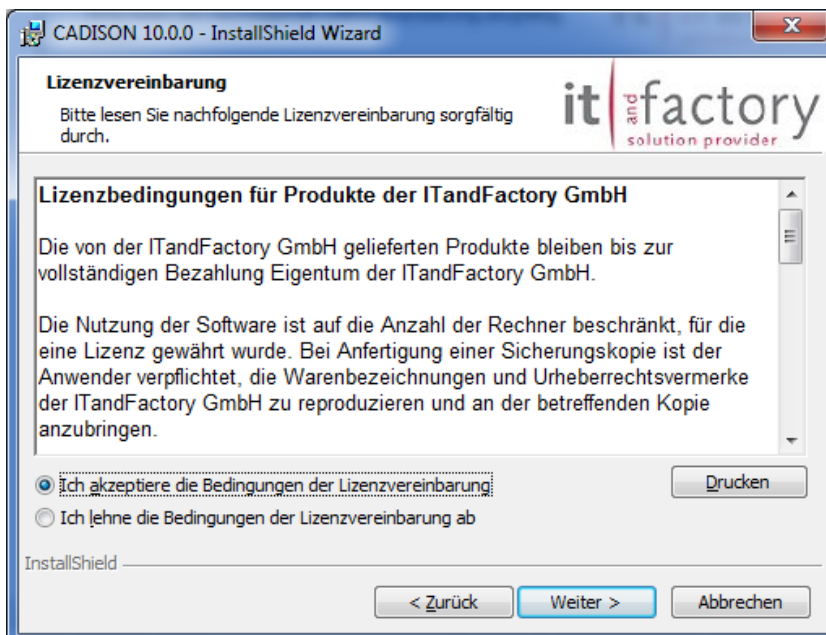 CADISON 10.0.0 - InstallShield Wizard
Lizenzvereinbarung
Bitte lesen Sie nachfolgende Lizenzvereinbarung sorgfältig
durch.
it and factory
solution provider
Lizenzbedingungen für Produkte der ITandFactory GmbH
Die von der ITandFactory GmbH gelieferten Produkte bleiben bis zur
vollständigen Bezahlung Eigentum der ITandFactory GmbH.
Die Nutzung der Software ist auf die Anzahl der Rechner beschränkt, für die
eine Lizenz gewährt wurde. Bei Anfertigung einer Sicherungskopie ist der
Anwender verpflichtet, die Warenbezeichnungen und Urheberrechtsvermerke
der ITandFactory GmbH zu reproduzieren und an der betreffenden Kopie
anzubringen.
Ich akzeptiere die Bedingungen der Lizenzvereinbarung
Drucken
Ich lehne die Bedingungen der Lizenzvereinbarung ab
InstallShield
< Zurück
Weiter >
Abbrechen